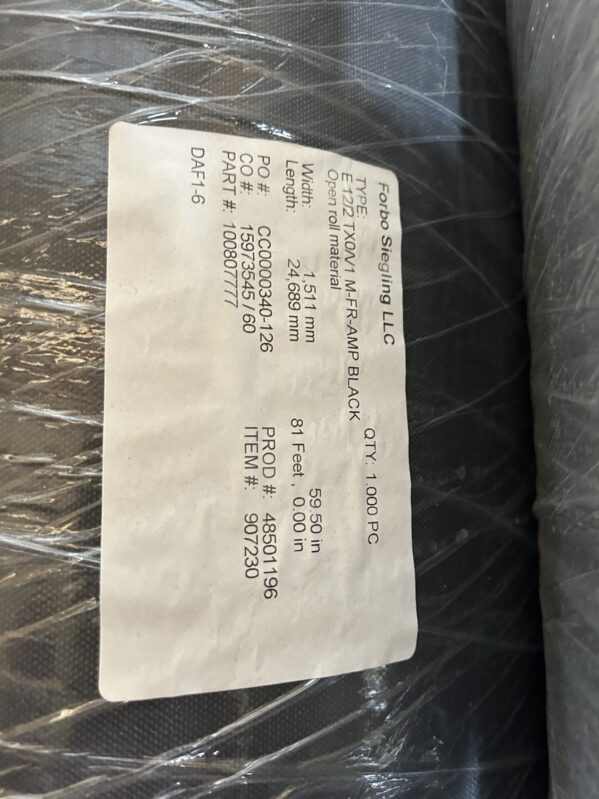 Forbo Siegling LLC
TYPE: QTY: 1.000 PC
E 12/2 TX0/V1 M-FR-AMP BLACK
Open roll material
Width: 1,511 mm 59.50 in
Length: 24,689 mm 81 Feet , 0.00 in
PO #: CC0000340-126 PROD #: 48501196
CO #: 15973545 / 60 ITEM #: 907230
PART #: 100807777
DAF1-6